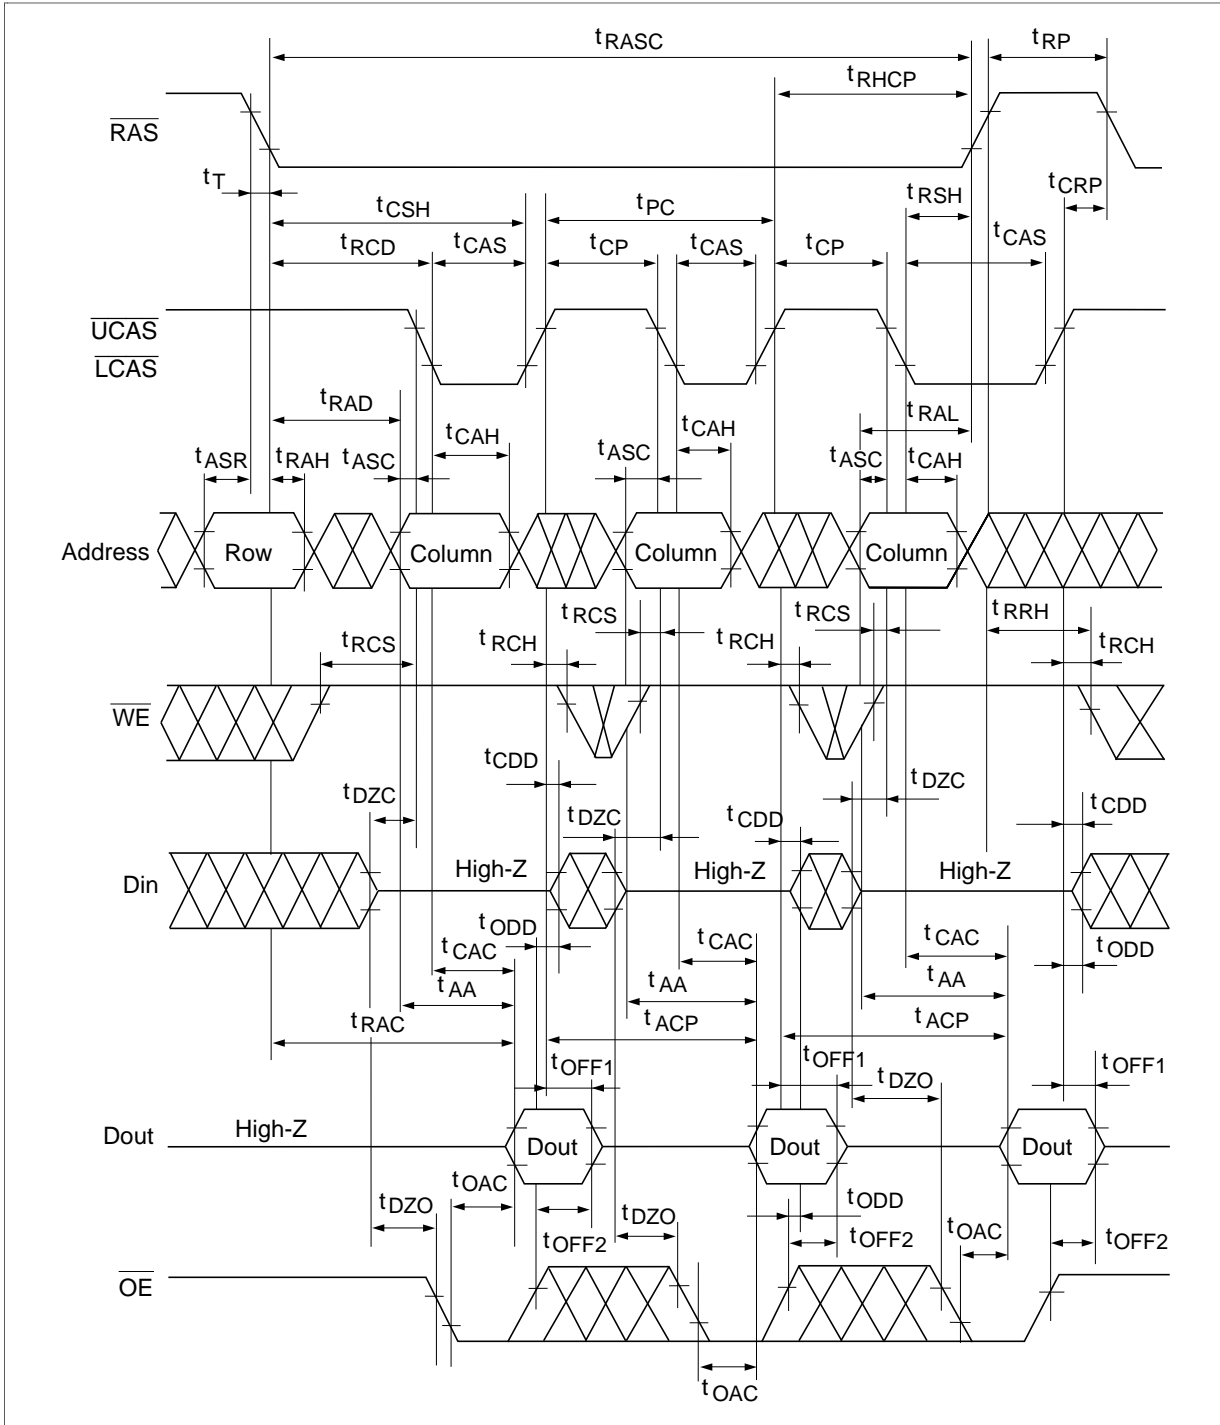 tRASC
tRP
tRHCP
RAS
tT
tCRP
tRSH
tCSH
tPC
tCAS
tRCD
tCAS
tCP
tCAS
tCP
UCAS
LCAS
tRAD
tRAL
tCAH
tCAH
tASR
tRAH
tASC
tASC
tASC
tCAH
Address
Row
Column
Column
Column
tRCS
tRCS
tRRH
tRCS
tRCH
tRCH
tRCH
WE
tCDD
tDZC
tDZC
tDZC
tCDD
tCDD
Din
High-Z
High-Z
High-Z
tODD
tCAC
tCAC
tCAC
tODD
tAA
tAA
tAA
tRAC
tACP
tACP
tOFF1
tOFF1
tDZO
tOFF1
Dout
High-Z
Dout
Dout
Dout
tOAC
tDZO
tDZO
tODD
tOAC
tOFF2
tOFF2
tOFF2
OE
tOAC